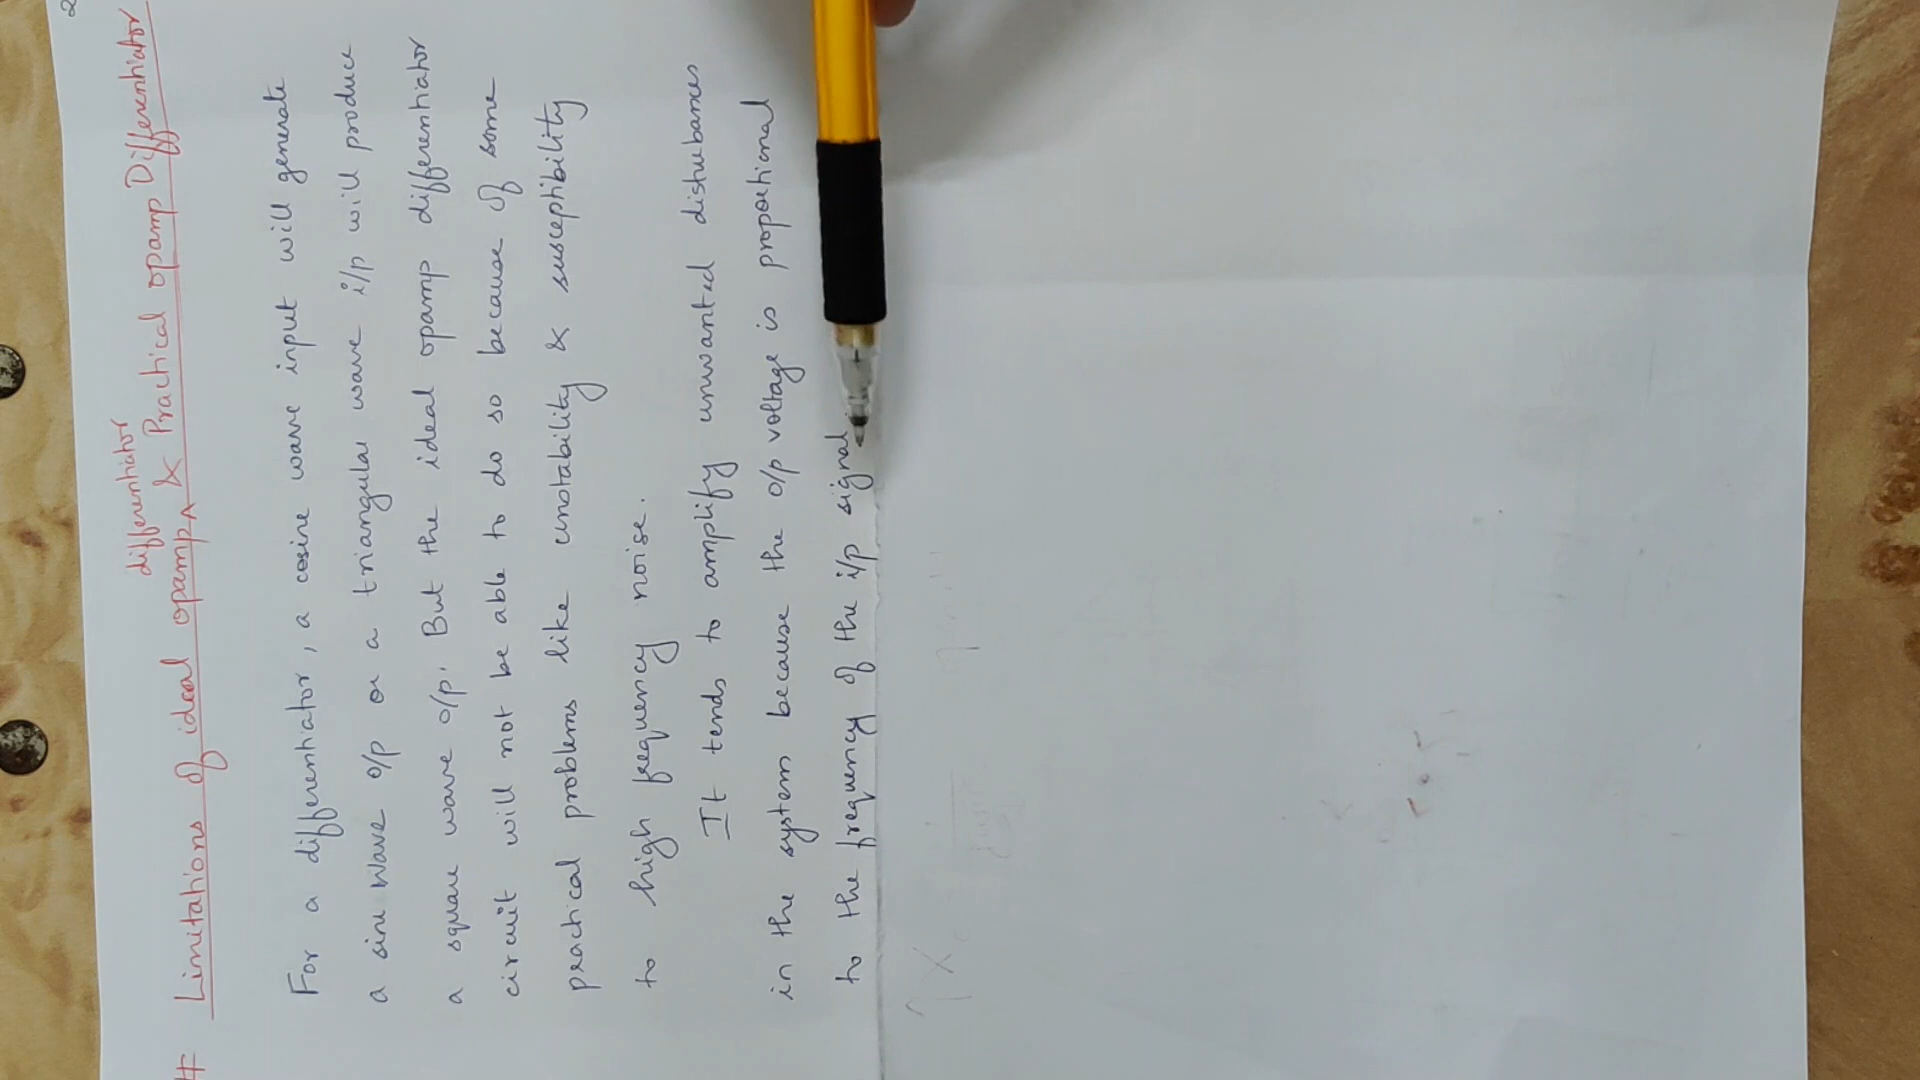 # Limitations of ideal opamp differentiator & Practical opamp Differentiator
For a differentiator, a cosine wave input will generate
a sine wave o/p or a triangular wave i/p will produce
a square wave o/p. But the ideal opamp differentiator
circuit will not be able to do so because of some
practical problems like unstability & susceptibility
to high frequency noise.
It tends to amplify unwanted disturbances
in the system because the o/p voltage is proportional
to the frequency of the i/p signal